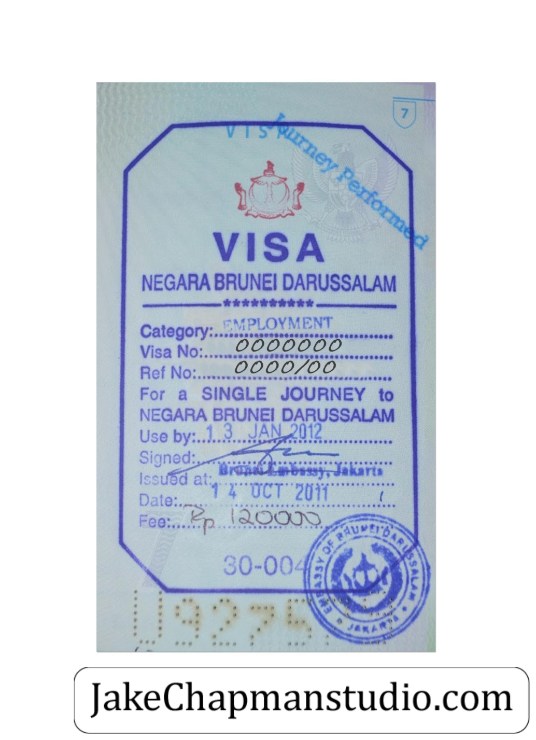 7
Journey Performed
VISA
NEGARA BRUNEI DARUSSALAM
**********
Category: EMPLOYMENT
Visa No: 0000000
Ref No: 0000/00
For a SINGLE JOURNEY to
NEGARA BRUNEI DARUSSALAM
Use by: 13 JAN 2012
Signed:
Issued at: Brunei Embassy, Jakarta
Date: 14 OCT 2011
Fee: Rp 120000
30-004
EMBASSY OF BRUNEI DARUSSALAM
JAKARTA
U9275
JakeChapmanstudio.com